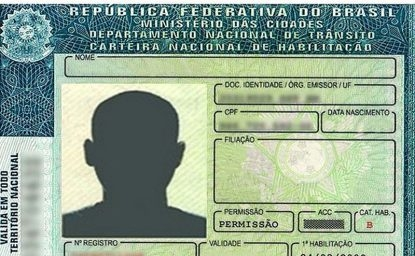 REPÚBLICA FEDERATIVA DO BRASIL
MINISTÉRIO DAS CIDADES
DEPARTAMENTO NACIONAL DE TRÂNSITO
CARTEIRA NACIONAL DE HABILITAÇÃO
NOME
DOC. IDENTIDADE / ÓRG. EMISSOR / UF
CPF
DATA NASCIMENTO
FILIAÇÃO
PERMISSÃO
ACC
CAT. HAB.
PERMISSÃO
B
VALIDA EM TODO
TERRITÓRIO NACIONAL
Nº REGISTRO
VALIDADE
1ª HABILITAÇÃO